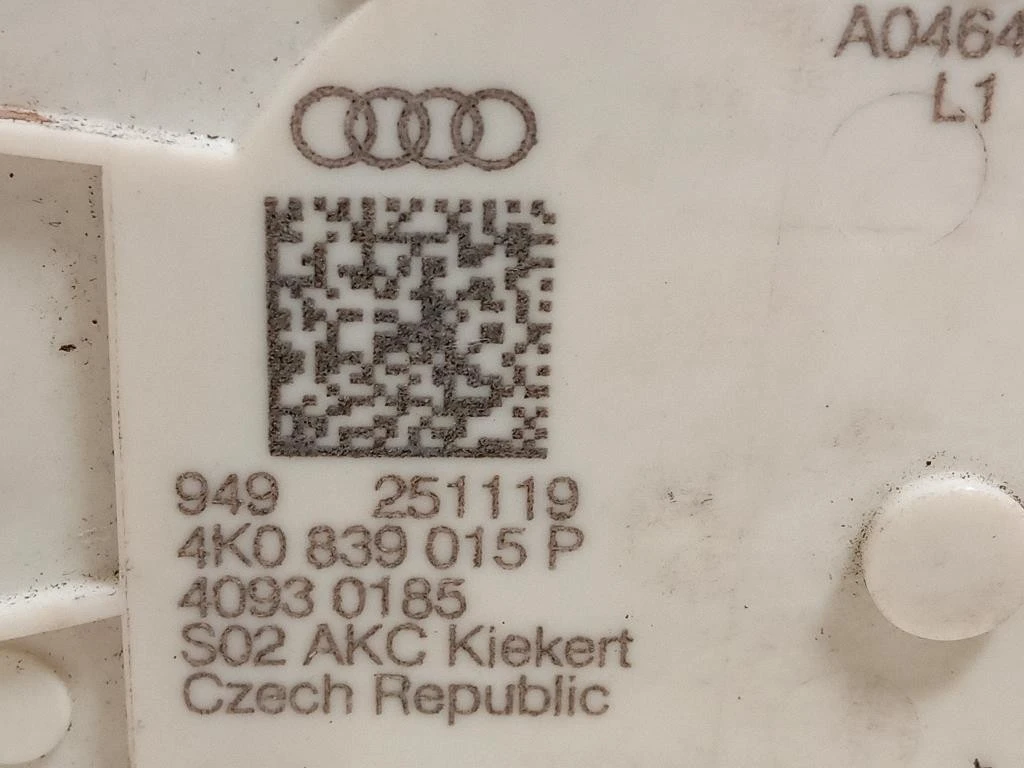 A0464
L1
949 251119
4K0 839 015 P
4093 0185
S02 AKC Kiekert
Czech Republic